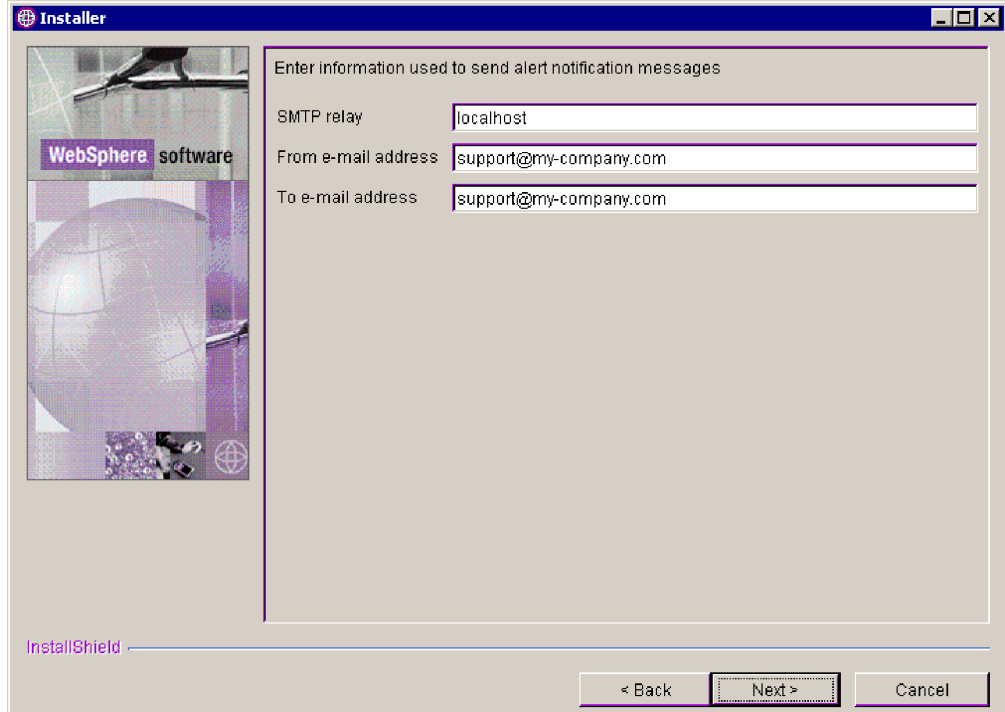 Installer
Enter information used to send alert notification messages
SMTP relay localhost
WebSphere software
From e-mail address support@my-company.com
To e-mail address support@my-company.com
InstallShield
< Back Next > Cancel